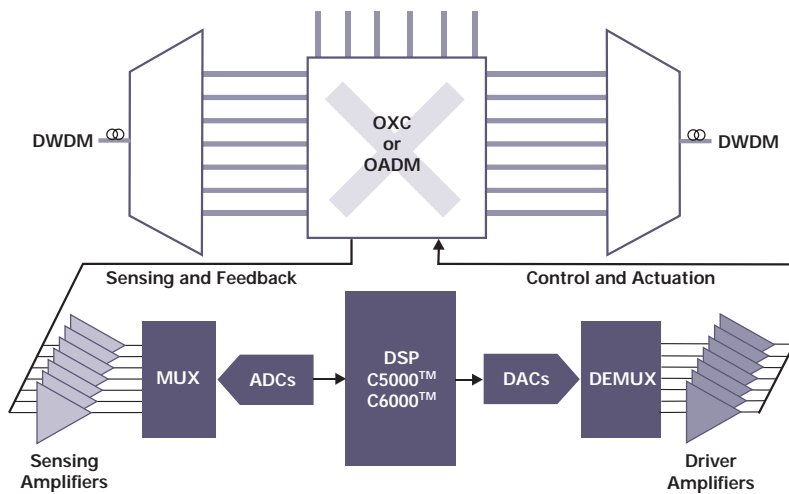 OXC
or
OADM
DWDM
DWDM
Sensing and Feedback
Control and Actuation
MUX
ADCs
DSP
C5000™
C6000™
DACs
DEMUX
Sensing
Amplifiers
Driver
Amplifiers